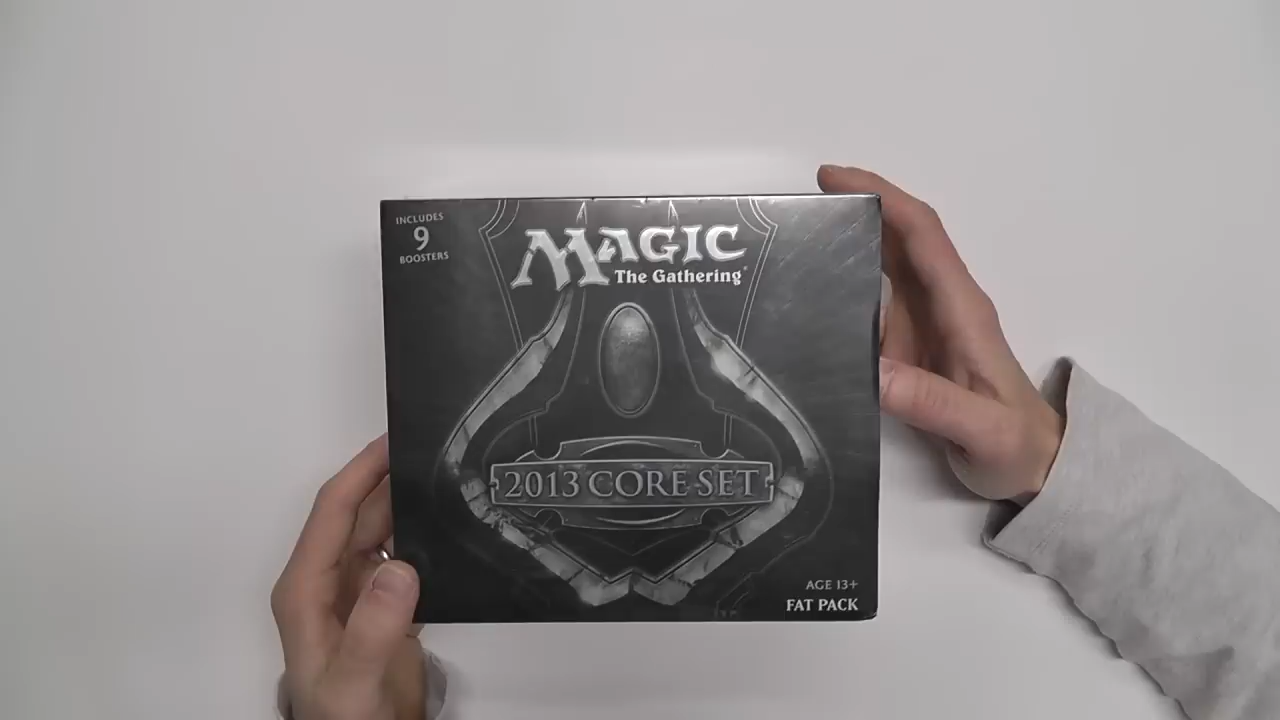 INCLUDES
9
BOOSTERS
MAGIC
The Gathering®
2013 CORE SET
AGE 13+
FAT PACK